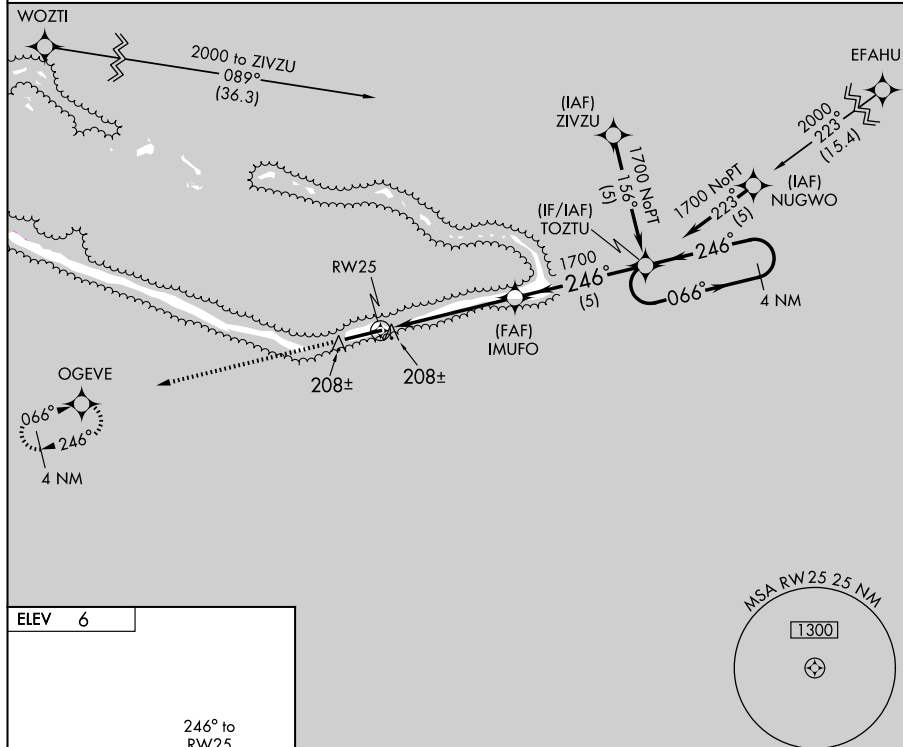 WOZTI
2000 to ZIVZU
089°
(36.3)
EFAHU
2000
223°
(15.4)
(IAF)
ZIVZU
1700 NoPT
156°
(5)
(IAF)
NUGWO
1700 NoPT
223°
(5)
(IF/IAF)
TOZTU
1700
246°
(5)
246°
066°
4 NM
RW25
(FAF)
IMUFO
208±
208±
OGEVE
066°
246°
4 NM
MSA RW25 25 NM
1300
ELEV 6
246° to
RW25